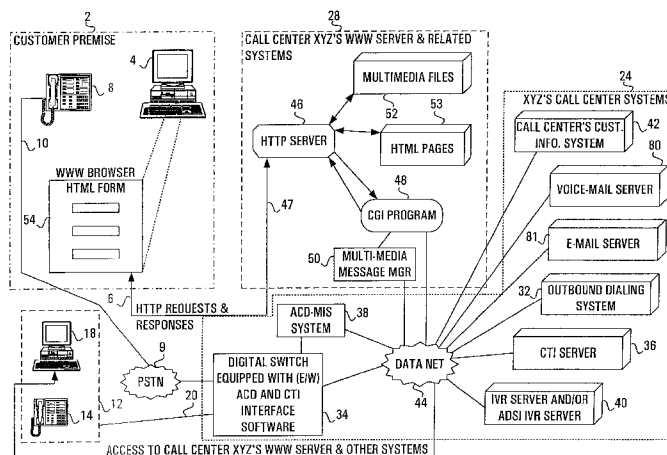 2
CUSTOMER PREMISE
4
8
10
WWW BROWSER
HTML FORM
54
6
HTTP REQUESTS &
RESPONSES
28
CALL CENTER XYZ'S WWW SERVER & RELATED
SYSTEMS
MULTIMEDIA FILES
52
53
46
HTTP SERVER
HTML PAGES
47
48
CGI PROGRAM
50
MULTI-MEDIA
MESSAGE MGR
24
XYZ'S CALL CENTER SYSTEMS
42
CALL CENTER'S CUST.
INFO. SYSTEM
80
VOICE-MAIL SERVER
81
E-MAIL SERVER
32
OUTBOUND DIALING
SYSTEM
CTI SERVER
36
IVR SERVER AND/OR
ADSI IVR SERVER
40
ACD-MIS
SYSTEM
38
DATA NET
44
18
14
12
9
PSTN
20
DIGITAL SWITCH
EQUIPPED WITH (E/W)
ACD AND CTI
INTERFACE
SOFTWARE
34
ACCESS TO CALL CENTER XYZ'S WWW SERVER & OTHER SYSTEMS